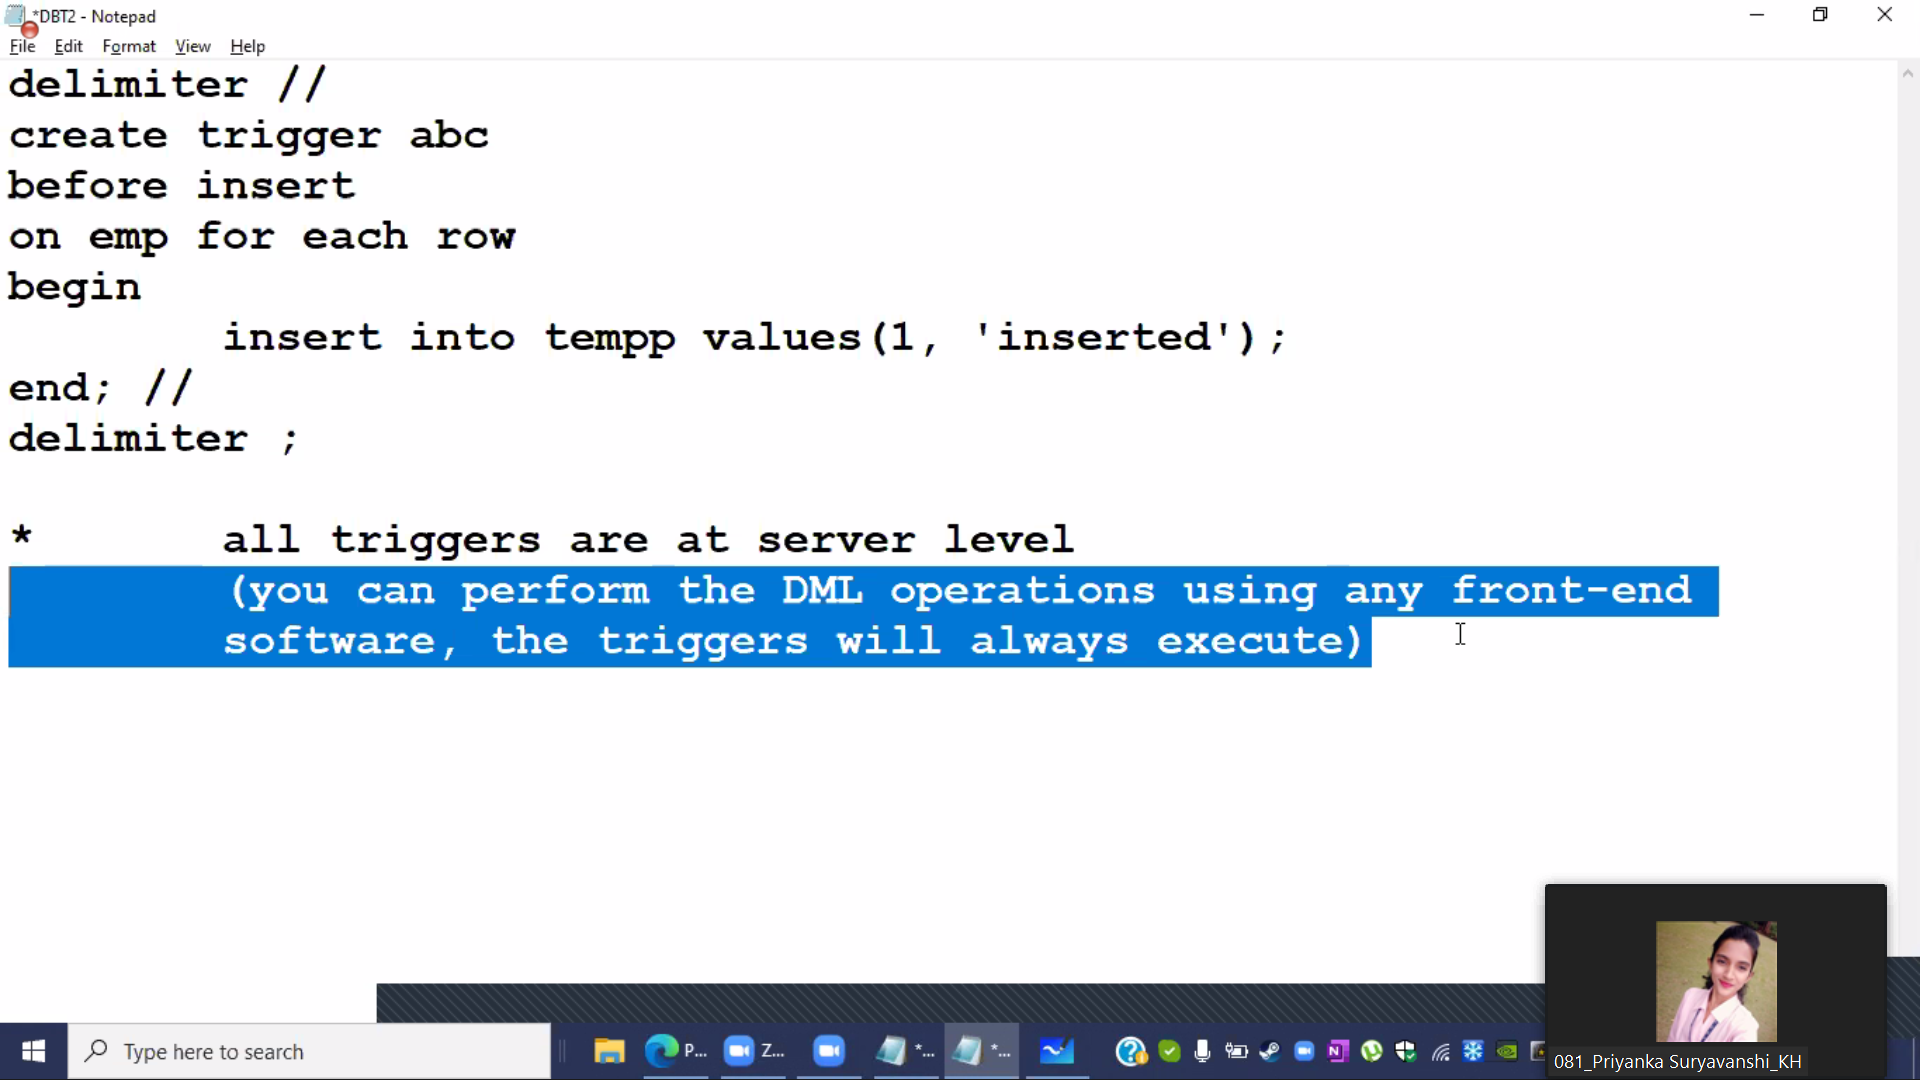 *DBT2 - Notepad
File Edit Format View Help
delimiter //
create trigger abc
before insert
on emp for each row
begin
insert into tempp values(1, 'inserted');
end; //
delimiter ;
* all triggers are at server level
(you can perform the DML operations using any front-end
software, the triggers will always execute)
Type here to search
P...
Z...
*...
*...
081_Priyanka Suryavanshi_KH